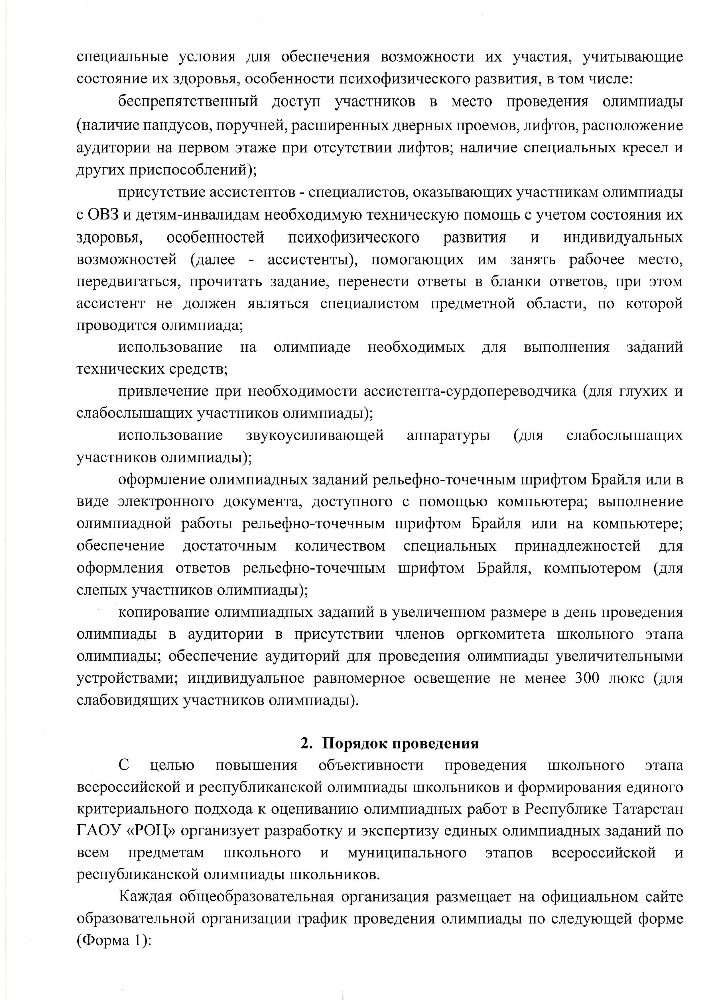 специальные условия для обеспечения возможности их участия, учитывающие
состояние их здоровья, особенности психофизического развития, в том числе:
беспрепятственный доступ участников в место проведения олимпиады
(наличие пандусов, поручней, расширенных дверных проемов, лифтов, расположение
аудитории на первом этаже при отсутствии лифтов; наличие специальных кресел и
других приспособлений);
присутствие ассистентов - специалистов, оказывающих участникам олимпиады
с ОВЗ и детям-инвалидам необходимую техническую помощь с учетом состояния их
здоровья, особенностей психофизического развития и индивидуальных
возможностей (далее - ассистенты), помогающих им занять рабочее место,
передвигаться, прочитать задание, перенести ответы в бланки ответов, при этом
ассистент не должен являться специалистом предметной области, по которой
проводится олимпиада;
использование на олимпиаде необходимых для выполнения заданий
технических средств;
привлечение при необходимости ассистента-сурдопереводчика (для глухих и
слабослышащих участников олимпиады);
использование звукоусиливающей аппаратуры (для слабослышащих
участников олимпиады);
оформление олимпиадных заданий рельефно-точечным шрифтом Брайля или в
виде электронного документа, доступного с помощью компьютера; выполнение
олимпиадной работы рельефно-точечным шрифтом Брайля или на компьютере;
обеспечение достаточным количеством специальных принадлежностей для
оформления ответов рельефно-точечным шрифтом Брайля, компьютером (для
слепых участников олимпиады);
копирование олимпиадных заданий в увеличенном размере в день проведения
олимпиады в аудитории в присутствии членов оргкомитета школьного этапа
олимпиады; обеспечение аудиторий для проведения олимпиады увеличительными
устройствами; индивидуальное равномерное освещение не менее 300 люкс (для
слабовидящих участников олимпиады).
2. Порядок проведения
С целью повышения объективности проведения школьного этапа
всероссийской и республиканской олимпиады школьников и формирования единого
критериального подхода к оцениванию олимпиадных работ в Республике Татарстан
ГАОУ «РОЦ» организует разработку и экспертизу единых олимпиадных заданий по
всем предметам школьного и муниципального этапов всероссийской и
республиканской олимпиады школьников.
Каждая общеобразовательная организация размещает на официальном сайте
образовательной организации график проведения олимпиады по следующей форме
(Форма 1):